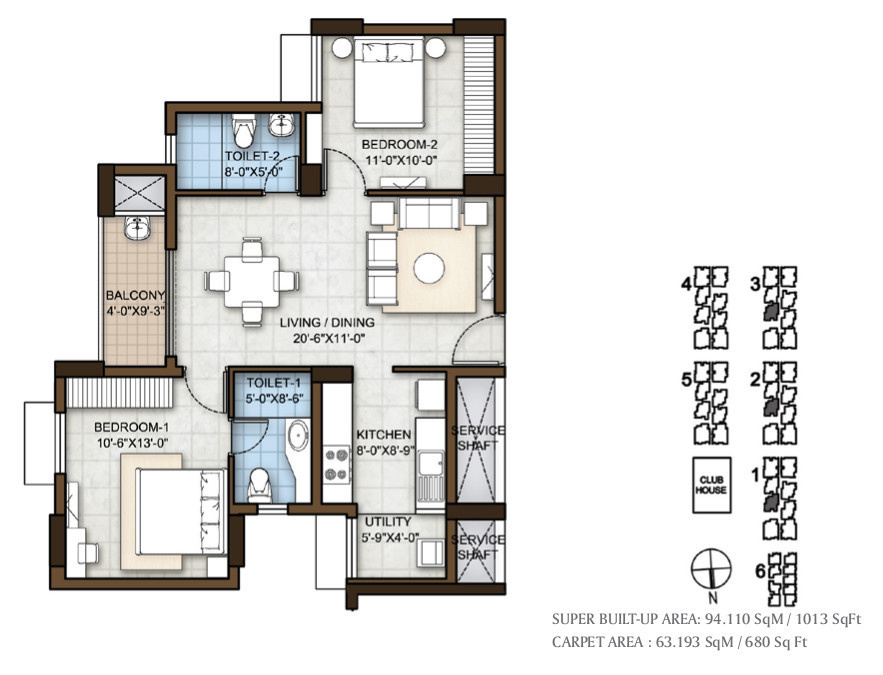 BEDROOM-2
11'-0"X10'-0"
TOILET-2
8'-0"X5'-0"
BALCONY
4'-0"X9'-3"
LIVING / DINING
20'-6"X11'-0"
TOILET-1
5'-0"X8'-6"
BEDROOM-1
10'-6"X13'-0"
KITCHEN
8'-0"X8'-9"
SERVICE
SHAFT
UTILITY
5'-9"X4'-0"
SERVICE
SHAFT
4
3
5
2
CLUB
HOUSE
1
6
N
SUPER BUILT-UP AREA: 94.110 SqM / 1013 SqFt
CARPET AREA : 63.193 SqM / 680 Sq Ft